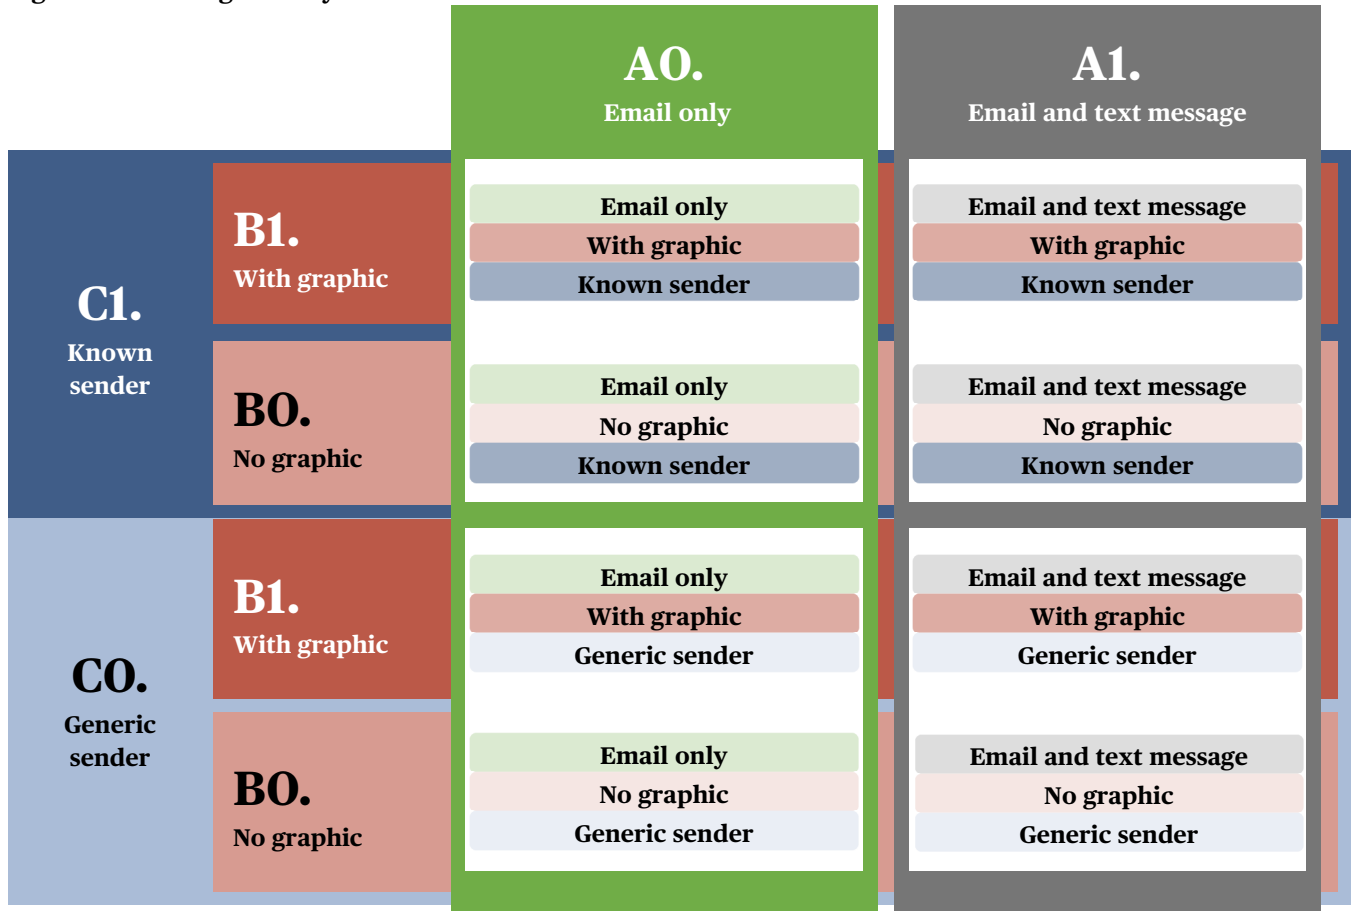 A0.
Email only
A1.
Email and text message
C1.
Known
sender
B1.
With graphic
Email only
With graphic
Known sender
Email and text message
With graphic
Known sender
B0.
No graphic
Email only
No graphic
Known sender
Email and text message
No graphic
Known sender
C0.
Generic
sender
B1.
With graphic
Email only
With graphic
Generic sender
Email and text message
With graphic
Generic sender
B0.
No graphic
Email only
No graphic
Generic sender
Email and text message
No graphic
Generic sender